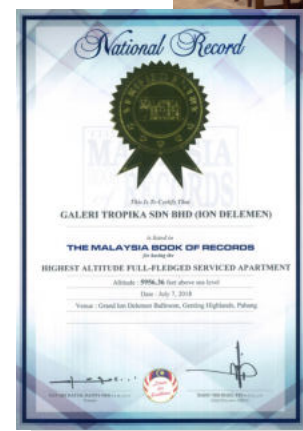 National Record
This Is To Certify That
GALERI TROPIKA SDN BHD (ION DELEMEN)
is listed in
THE MALAYSIA BOOK OF RECORDS
for having the
HIGHEST ALTITUDE FULL-FLEDGED SERVICED APARTMENT
Altitude : 5956.36 feet above sea level
Date : July 7, 2018
Venue : Grand Ion Delemen Ballroom, Genting Highlands, Pahang